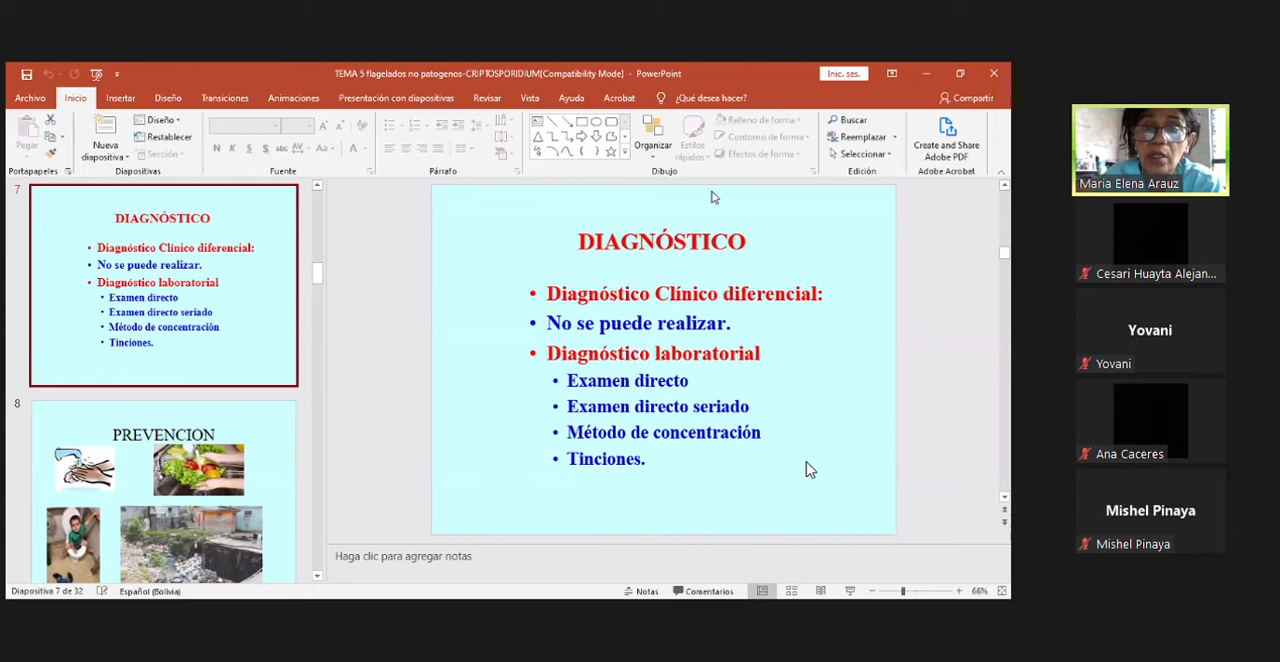 TEMA 5 flagelados no patogenos-CRIPTOSPORIDIUM[Compatibility Mode] - PowerPoint
Inic. ses.
Archivo Inicio Insertar Diseño Transiciones Animaciones Presentación con diapositivas Revisar Vista Ayuda Acrobat ¿Qué desea hacer? Compartir
Pegar
Nueva
diapositiva
Diseño
Restablecer
Sección
N K S S abc AV Aa A
Organizar
Estilos
rápidos
Relleno de forma
Contorno de forma
Efectos de forma
Buscar
Reemplazar
Seleccionar
Create and Share
Adobe PDF
Portapapeles Diapositivas Fuente Párrafo Dibujo Edición Adobe Acrobat
7
DIAGNÓSTICO
• Diagnóstico Clínico diferencial:
• No se puede realizar.
• Diagnóstico laboratorial
• Examen directo
• Examen directo seriado
• Método de concentración
• Tinciones.
8
PREVENCION
DIAGNÓSTICO
• Diagnóstico Clínico diferencial:
• No se puede realizar.
• Diagnóstico laboratorial
• Examen directo
• Examen directo seriado
• Método de concentración
• Tinciones.
Haga clic para agregar notas
Diapositiva 7 de 32 Español (Bolivia) Notas Comentarios 66%
Maria Elena Arauz
Cesari Huayta Alejan...
Yovani
Yovani
Ana Caceres
Mishel Pinaya
Mishel Pinaya